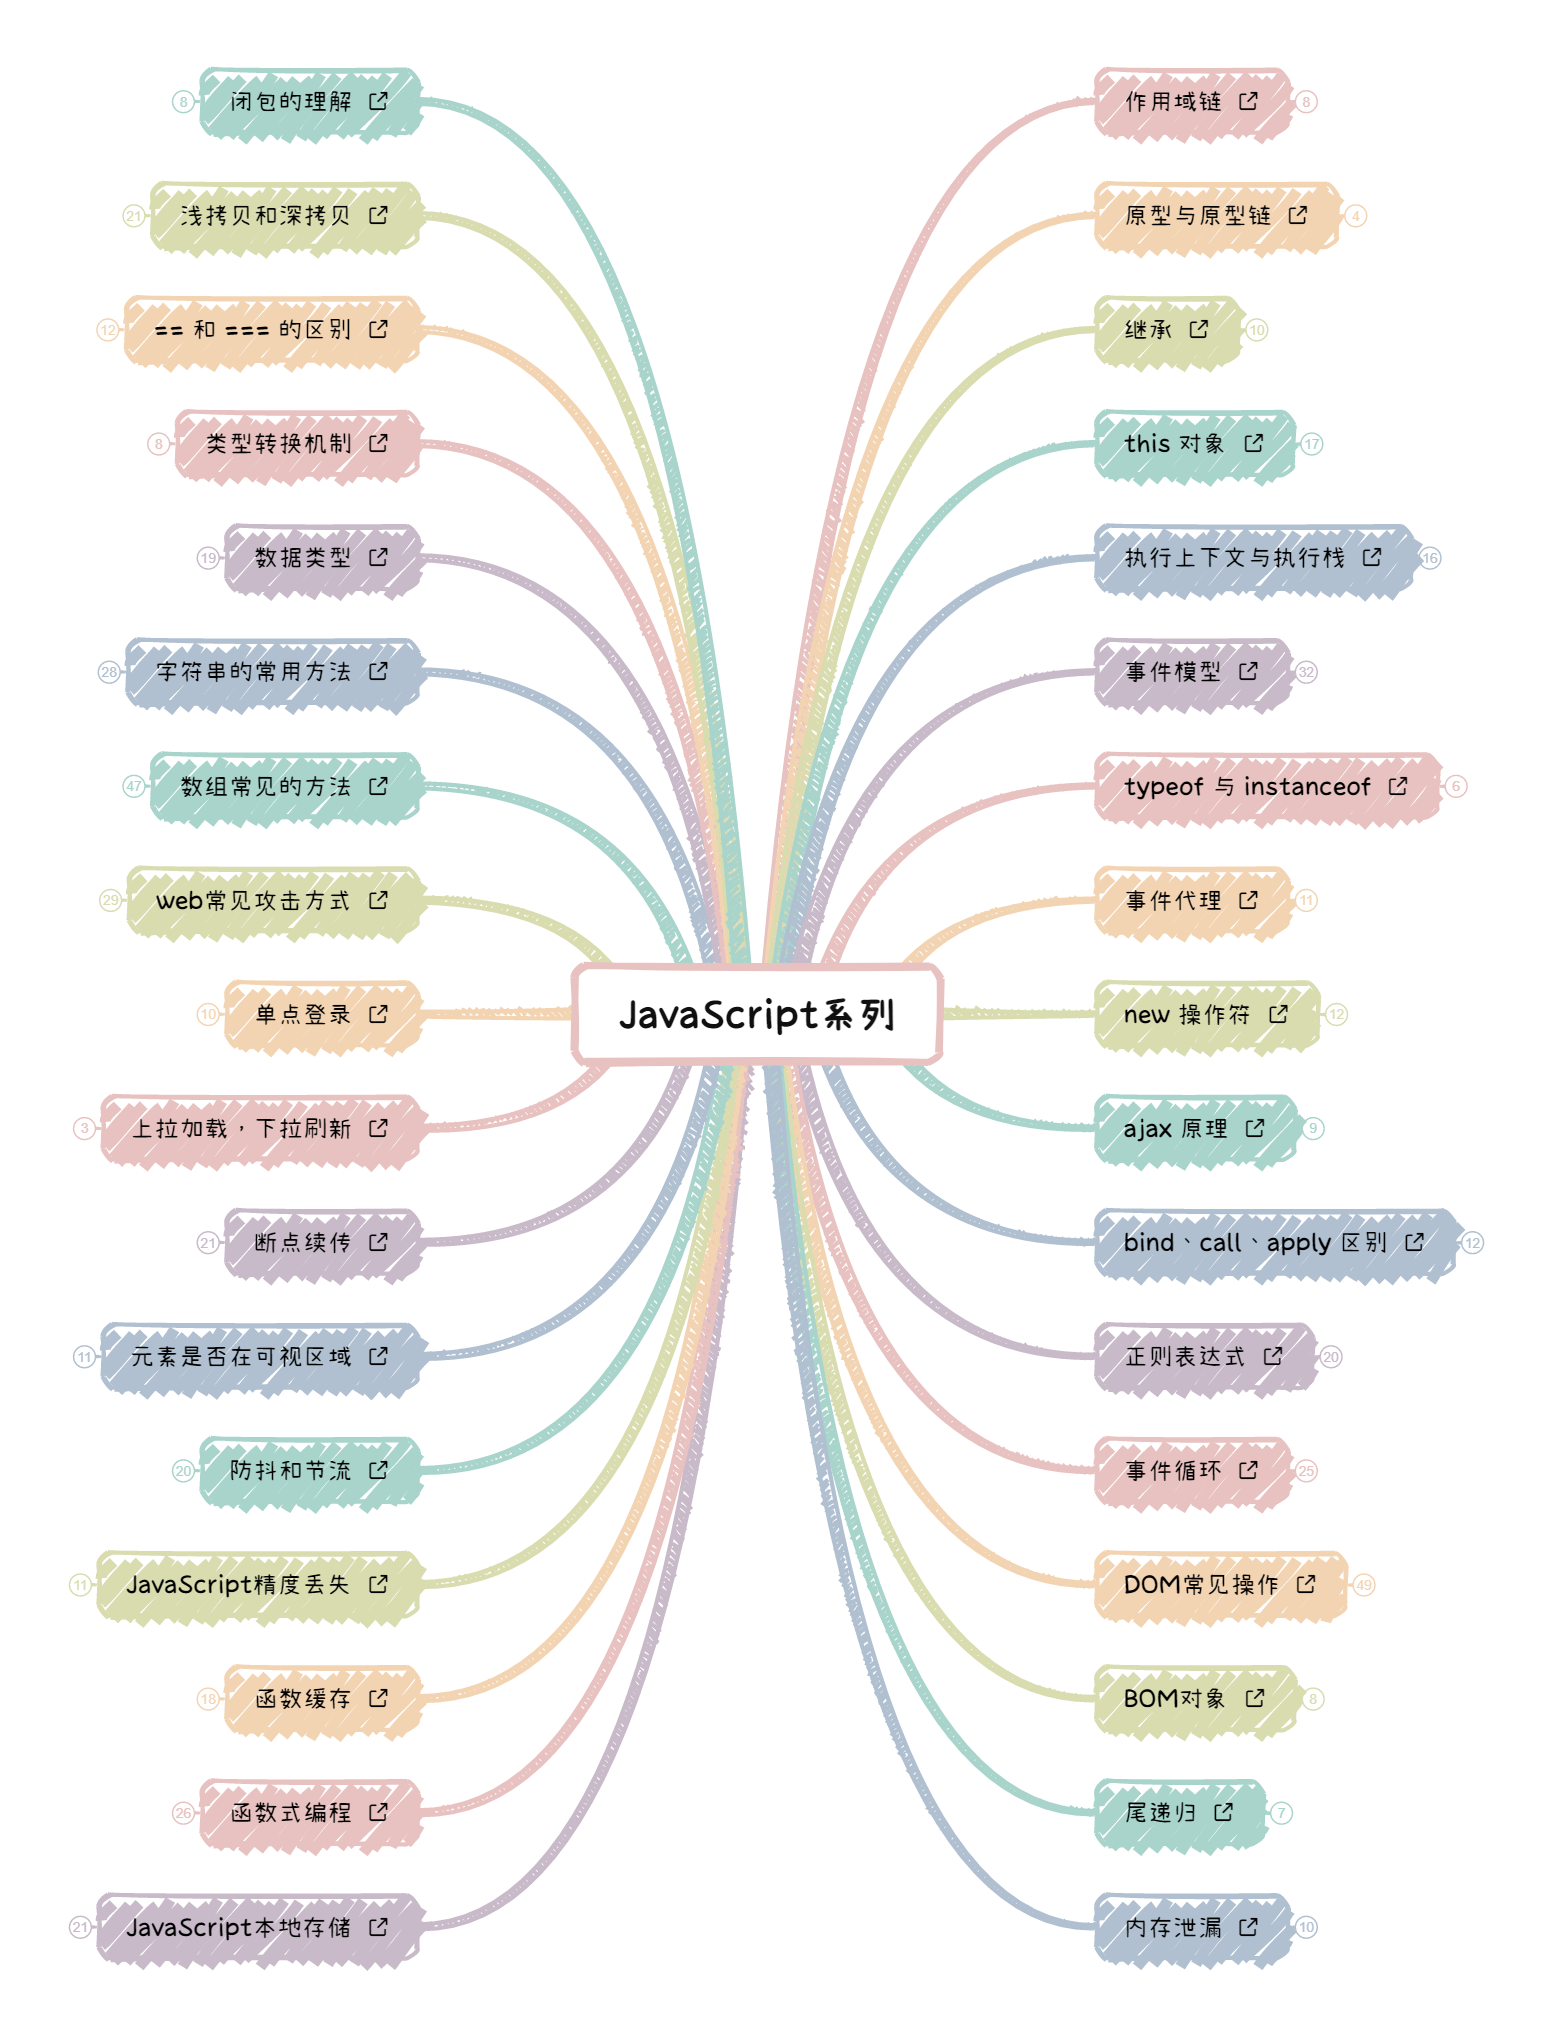 8
闭包的理解
21
浅拷贝和深拷贝
12
== 和 === 的区别
8
类型转换机制
19
数据类型
28
字符串的常用方法
47
数组常见的方法
29
web常见攻击方式
10
单点登录
3
上拉加载，下拉刷新
21
断点续传
11
元素是否在可视区域
20
防抖和节流
11
JavaScript精度丢失
18
函数缓存
26
函数式编程
21
JavaScript本地存储
JavaScript系列
作用域链
8
原型与原型链
4
继承
10
this 对象
17
执行上下文与执行栈
16
事件模型
32
typeof 与 instanceof
6
事件代理
11
new 操作符
12
ajax 原理
9
bind、call、apply 区别
12
正则表达式
20
事件循环
25
DOM常见操作
49
BOM对象
8
尾递归
7
内存泄漏
10